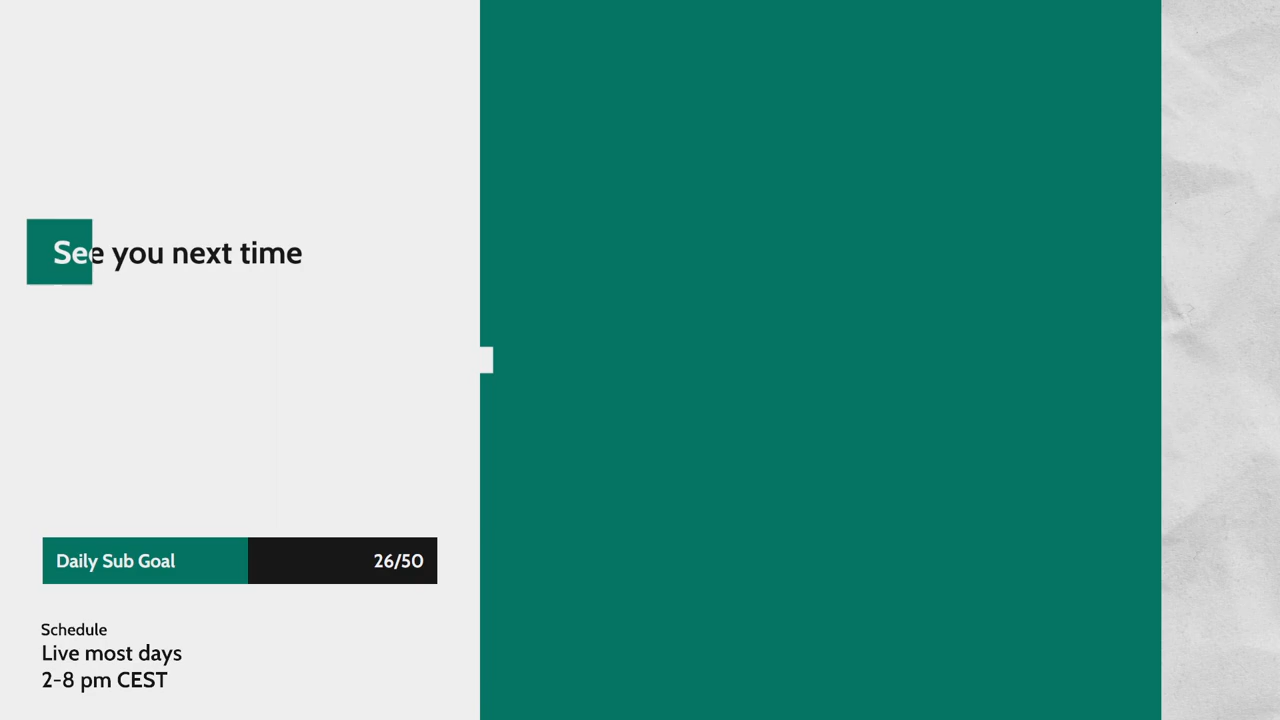 See you next time
Daily Sub Goal 26/50
Schedule
Live most days
2-8 pm CEST